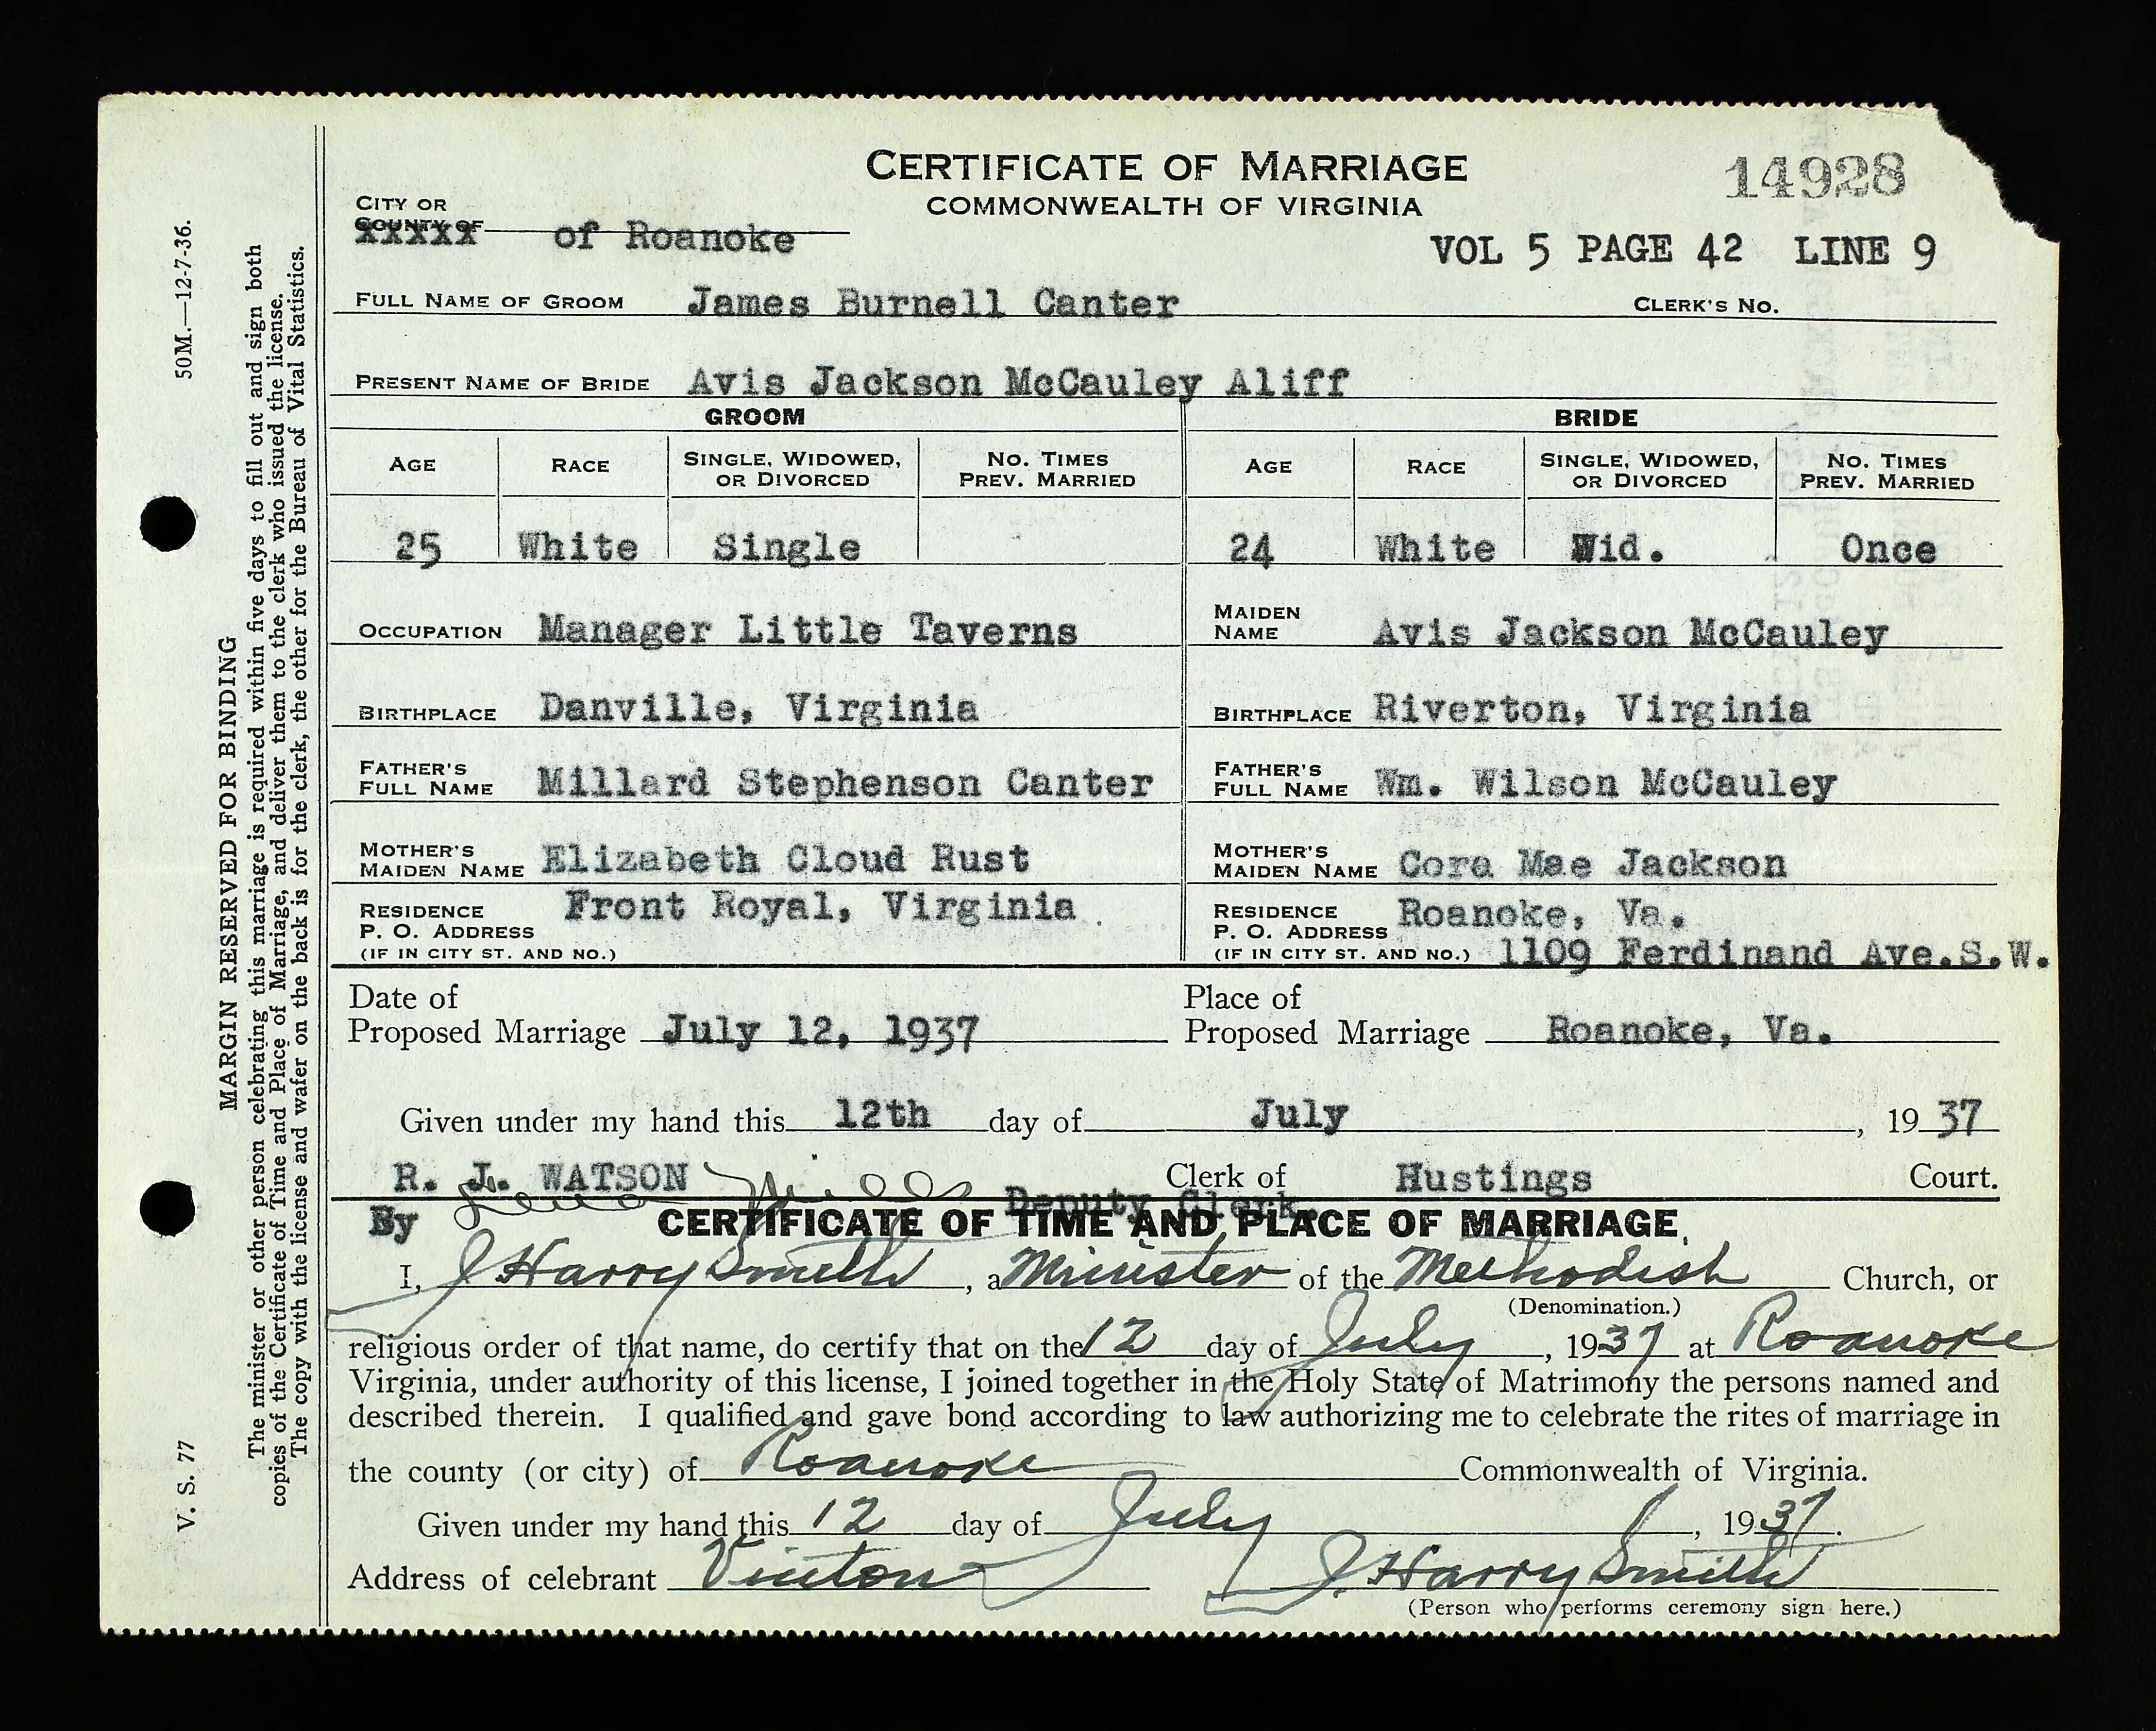 CERTIFICATE OF MARRIAGE
COMMONWEALTH OF VIRGINIA
14928
CITY OR
COUNTY OF
XXXXX of Roanoke
VOL 5 PAGE 42 LINE 9
FULL NAME OF GROOM James Burnell Canter CLERK'S NO.
PRESENT NAME OF BRIDE Avis Jackson McCauley Aliff
GROOM BRIDE
AGE RACE SINGLE, WIDOWED, OR DIVORCED NO. TIMES PREV. MARRIED AGE RACE SINGLE, WIDOWED, OR DIVORCED NO. TIMES PREV. MARRIED
25 White Single 24 White Wid. Once
OCCUPATION Manager Little Taverns MAIDEN NAME Avis Jackson McCauley
BIRTHPLACE Danville, Virginia BIRTHPLACE Riverton, Virginia
FATHER'S FULL NAME Millard Stephenson Canter FATHER'S FULL NAME Wm. Wilson McCauley
MOTHER'S MAIDEN NAME Elizabeth Cloud Rust MOTHER'S MAIDEN NAME Cora Mae Jackson
RESIDENCE Front Royal, Virginia RESIDENCE Roanoke, Va.
P. O. ADDRESS P. O. ADDRESS
(IF IN CITY ST. AND NO.) (IF IN CITY ST. AND NO.) 1109 Ferdinand Ave.S.W.
Date of Place of
Proposed Marriage July 12, 1937 Proposed Marriage Roanoke, Va.
Given under my hand this 12th day of July, 1937
R. J. WATSON Clerk of Hustings Court.
By Deputy Clerk.
CERTIFICATE OF TIME AND PLACE OF MARRIAGE.
I, J Harry Smith, a Minister of the Methodist Church, or
(Denomination.)
religious order of that name, do certify that on the 12 day of July, 1937 at Roanoke
Virginia, under authority of this license, I joined together in the Holy State of Matrimony the persons named and
described therein. I qualified and gave bond according to law authorizing me to celebrate the rites of marriage in
the county (or city) of Roanoke Commonwealth of Virginia.
Given under my hand this 12 day of July, 1937.
Address of celebrant Vinton J. Harry Smith
(Person who performs ceremony sign here.)
50M.—12-7-36.
V. S. 77
MARGIN RESERVED FOR BINDING
The minister or other person celebrating this marriage is required within five days to fill out and sign both
copies of the Certificate of Time and Place of Marriage, and deliver them to the clerk who issued the license.
The copy with the license and wafer on the back is for the clerk, the other for the Bureau of Vital Statistics.